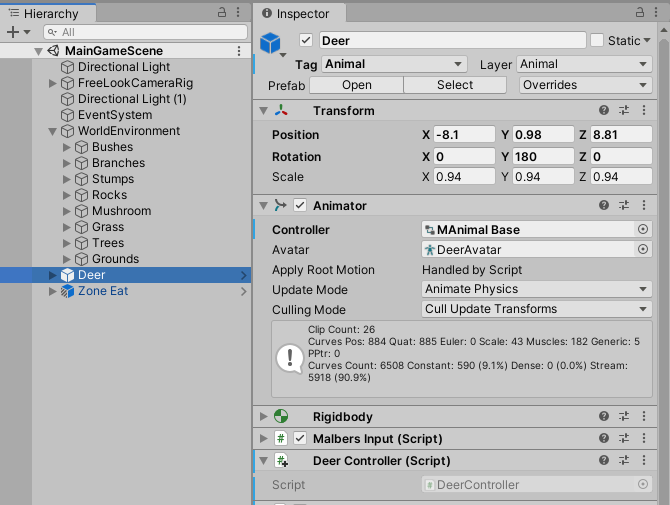 Hierarchy
All
MainGameScene
Directional Light
FreeLookCameraRig
Directional Light (1)
EventSystem
WorldEnvironment
Bushes
Branches
Stumps
Rocks
Mushroom
Grass
Trees
Grounds
Deer
Zone Eat
Inspector
Deer
Static
Tag Animal Layer Animal
Prefab Open Select Overrides
Transform
Position X -8.1 Y 0.98 Z 8.81
Rotation X 0 Y 180 Z 0
Scale X 0.94 Y 0.94 Z 0.94
Animator
Controller MAnimal Base
Avatar DeerAvatar
Apply Root Motion Handled by Script
Update Mode Animate Physics
Culling Mode Cull Update Transforms
Clip Count: 26
Curves Pos: 884 Quat: 885 Euler: 0 Scale: 43 Muscles: 182 Generic: 5
PPtr: 0
Curves Count: 6508 Constant: 590 (9.1%) Dense: 0 (0.0%) Stream:
5918 (90.9%)
Rigidbody
# Malbers Input (Script)
# Deer Controller (Script)
Script # DeerController